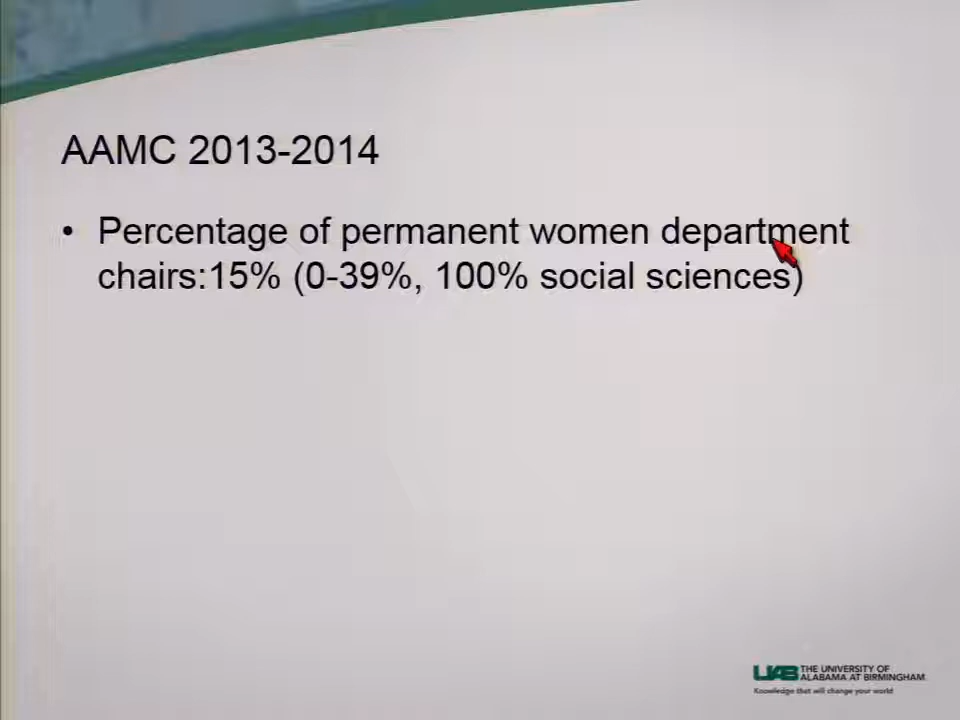 AAMC 2013-2014
• Percentage of permanent women department
chairs:15% (0-39%, 100% social sciences)
UAB THE UNIVERSITY OF
ALABAMA AT BIRMINGHAM
Knowledge that will change your world